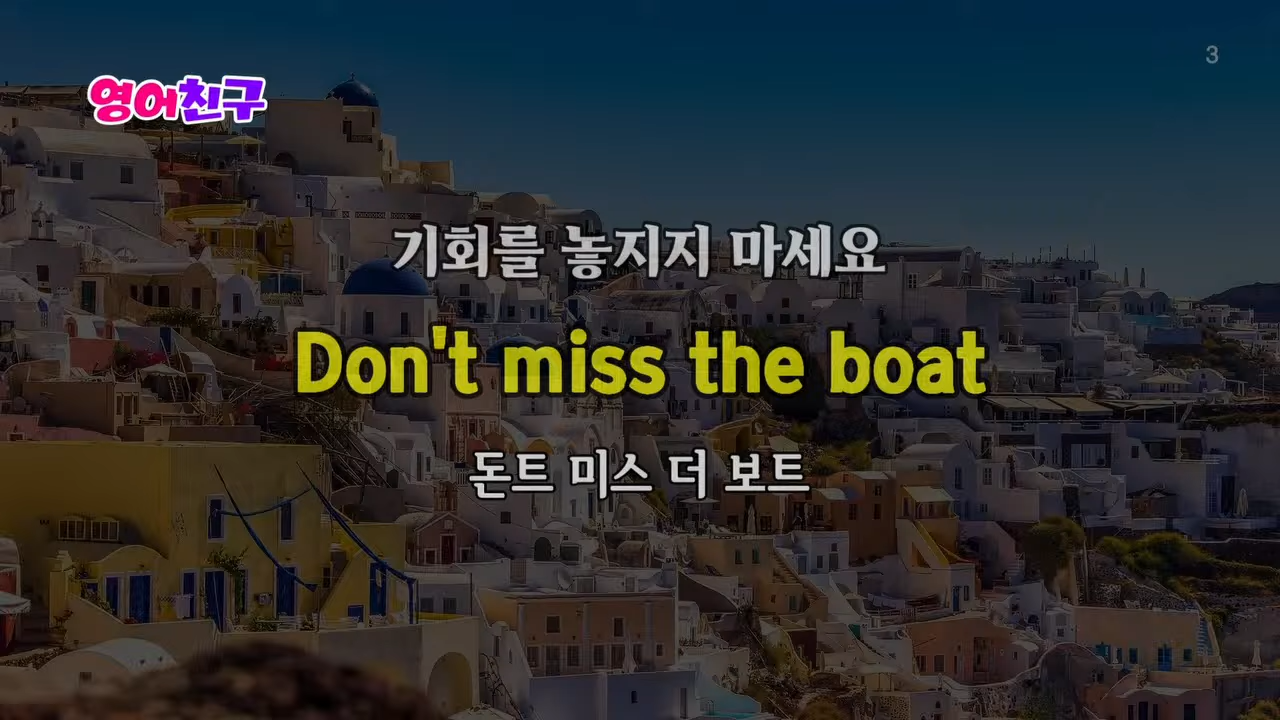 3
영어친구
기회를 놓지지 마세요
Don't miss the boat
돈트 미스 더 보트